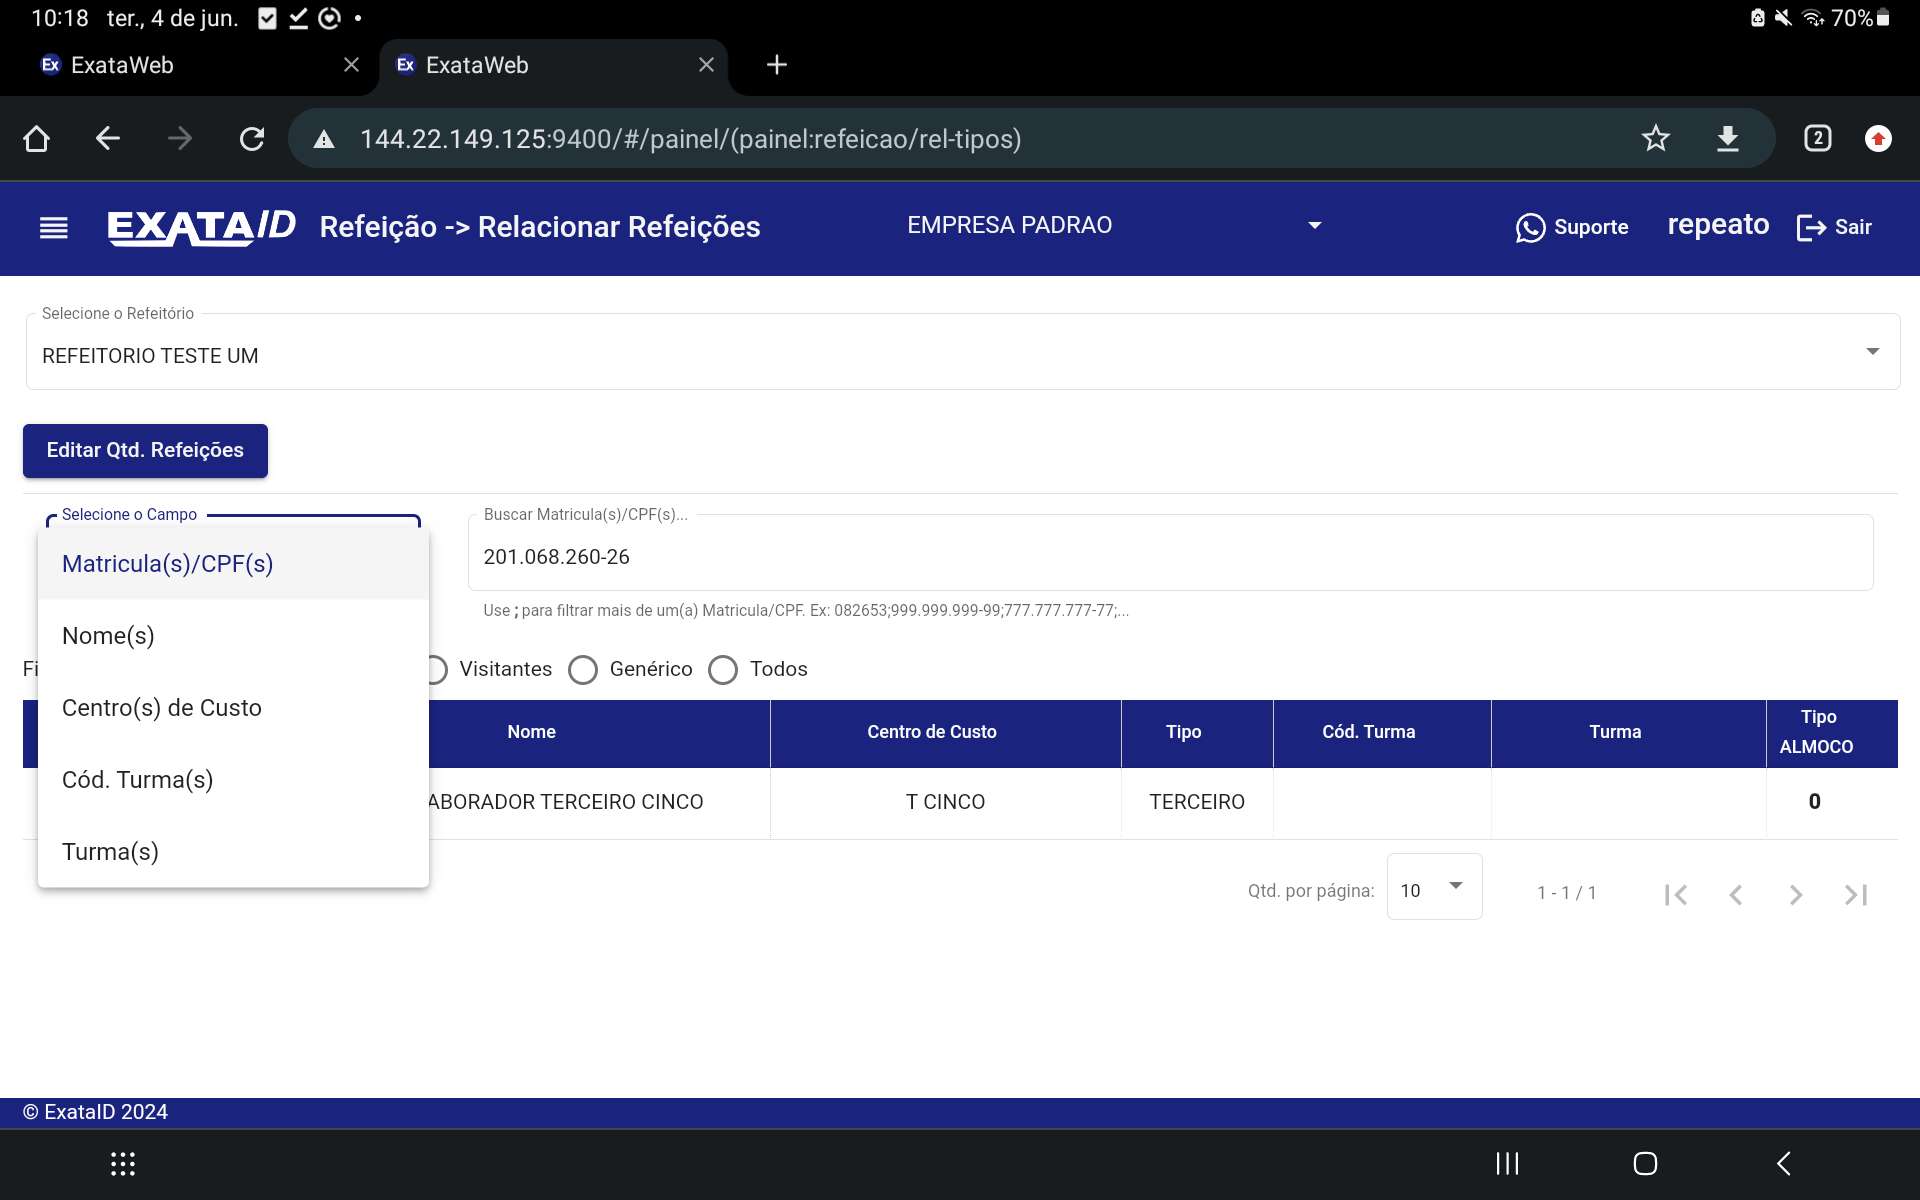 10:18 ter., 4 de jun. 70%
Ex ExataWeb
Ex ExataWeb
144.22.149.125:9400/#/painel/(painel:refeicao/rel-tipos)
2
EXATAID Refeição -> Relacionar Refeições EMPRESA PADRAO Suporte repeato Sair
Selecione o Refeitório
REFEITORIO TESTE UM
Editar Qtd. Refeições
Selecione o Campo
Matricula(s)/CPF(s)
Nome(s)
Centro(s) de Custo
Cód. Turma(s)
Turma(s)
Buscar Matricula(s)/CPF(s)...
201.068.260-26
Use ; para filtrar mais de um(a) Matricula/CPF. Ex: 082653;999.999.999-99;777.777.777-77;...
Fi Visitantes Genérico Todos
Nome Centro de Custo Tipo Cód. Turma Turma Tipo ALMOCO
ABORADOR TERCEIRO CINCO T CINCO TERCEIRO 0
Qtd. por página: 10 1 - 1 / 1
© ExataID 2024